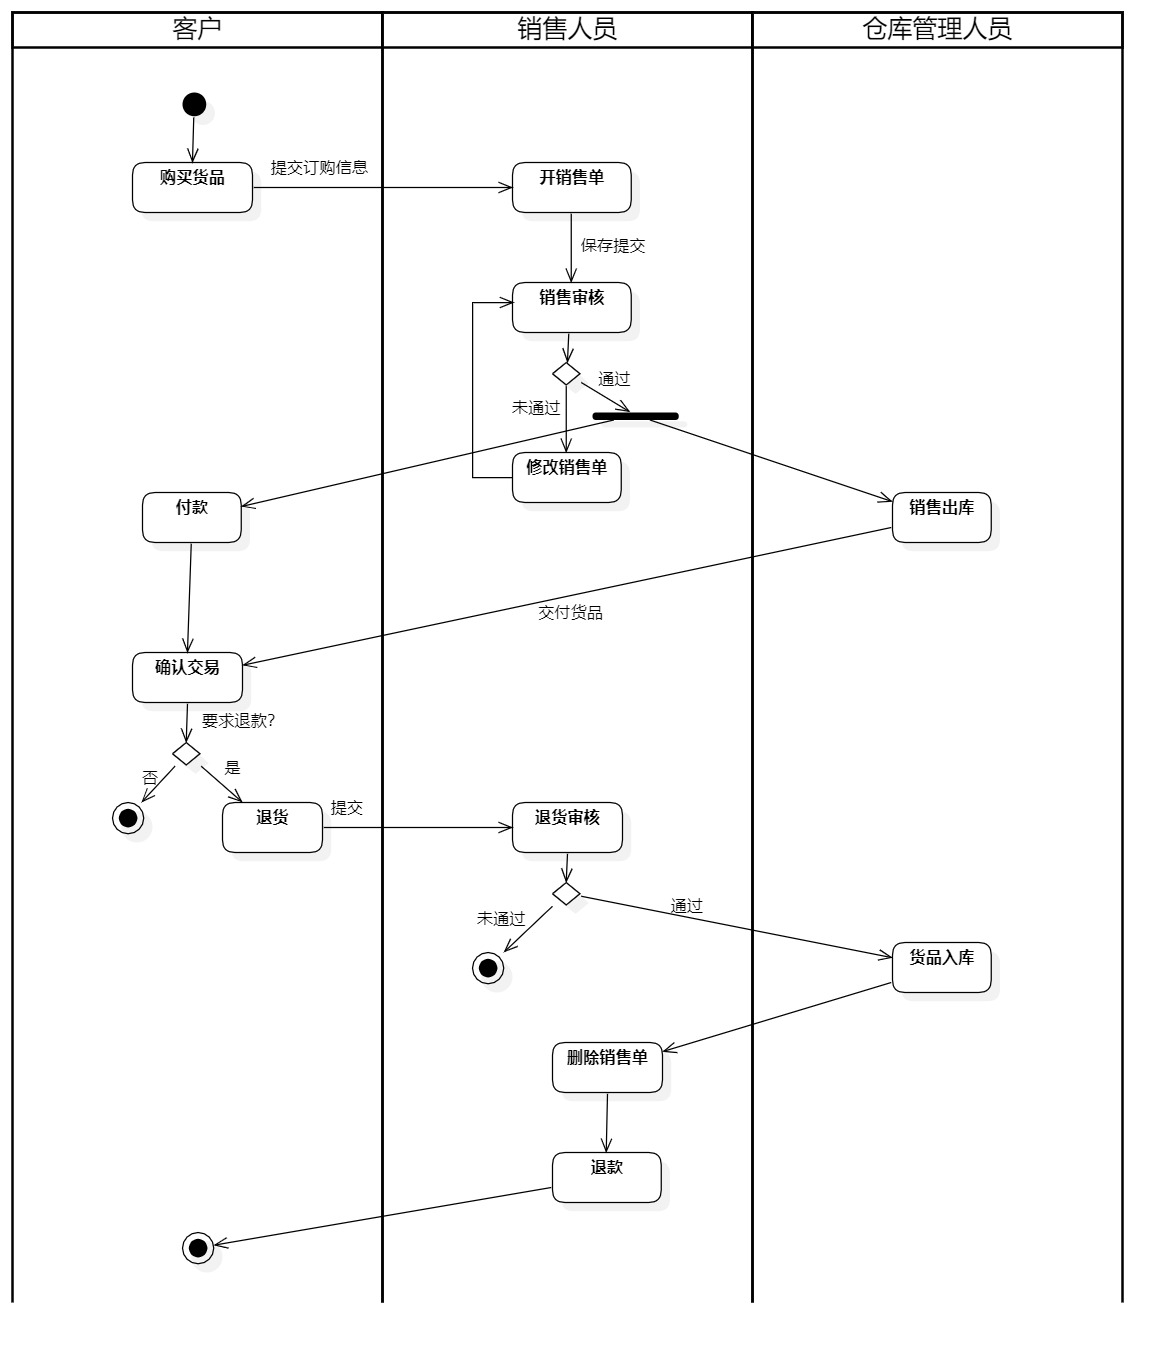 客户
销售人员
仓库管理人员
购买货品
提交订购信息
开销售单
保存提交
销售审核
通过
未通过
修改销售单
付款
销售出库
交付货品
确认交易
要求退款?
否
是
退货
提交
退货审核
未通过
通过
货品入库
删除销售单
退款